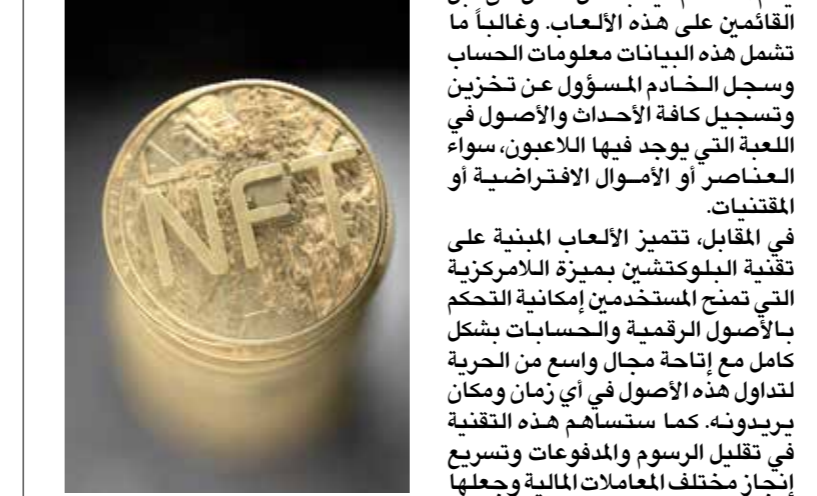 القائمين على هذه الألعاب. وغالباً ما
تشمل هذه البيانات معلومات الحساب
وسجل الخادم المسؤول عن تخزين
وتسجيل كافة الأحداث والأصول في
اللعبة التي يوجد فيها اللاعبون، سواء
العناصر أو الأموال الافتراضية أو
المقتنيات.
في المقابل، تتميز الألعاب المبنية على
تقنية البلوكتشين بميزة اللامركزية
التي تمنح المستخدمين إمكانية التحكم
بالأصول الرقمية والحسابات بشكل
كامل مع إتاحة مجال واسع من الحرية
لتداول هذه الأصول في أي زمان ومكان
يريدونه. كما ستساهم هذه التقنية
في تقليل الرسوم والمدفوعات وتسريع
إنجاز مختلف المعاملات المالية وجعلها
NFT